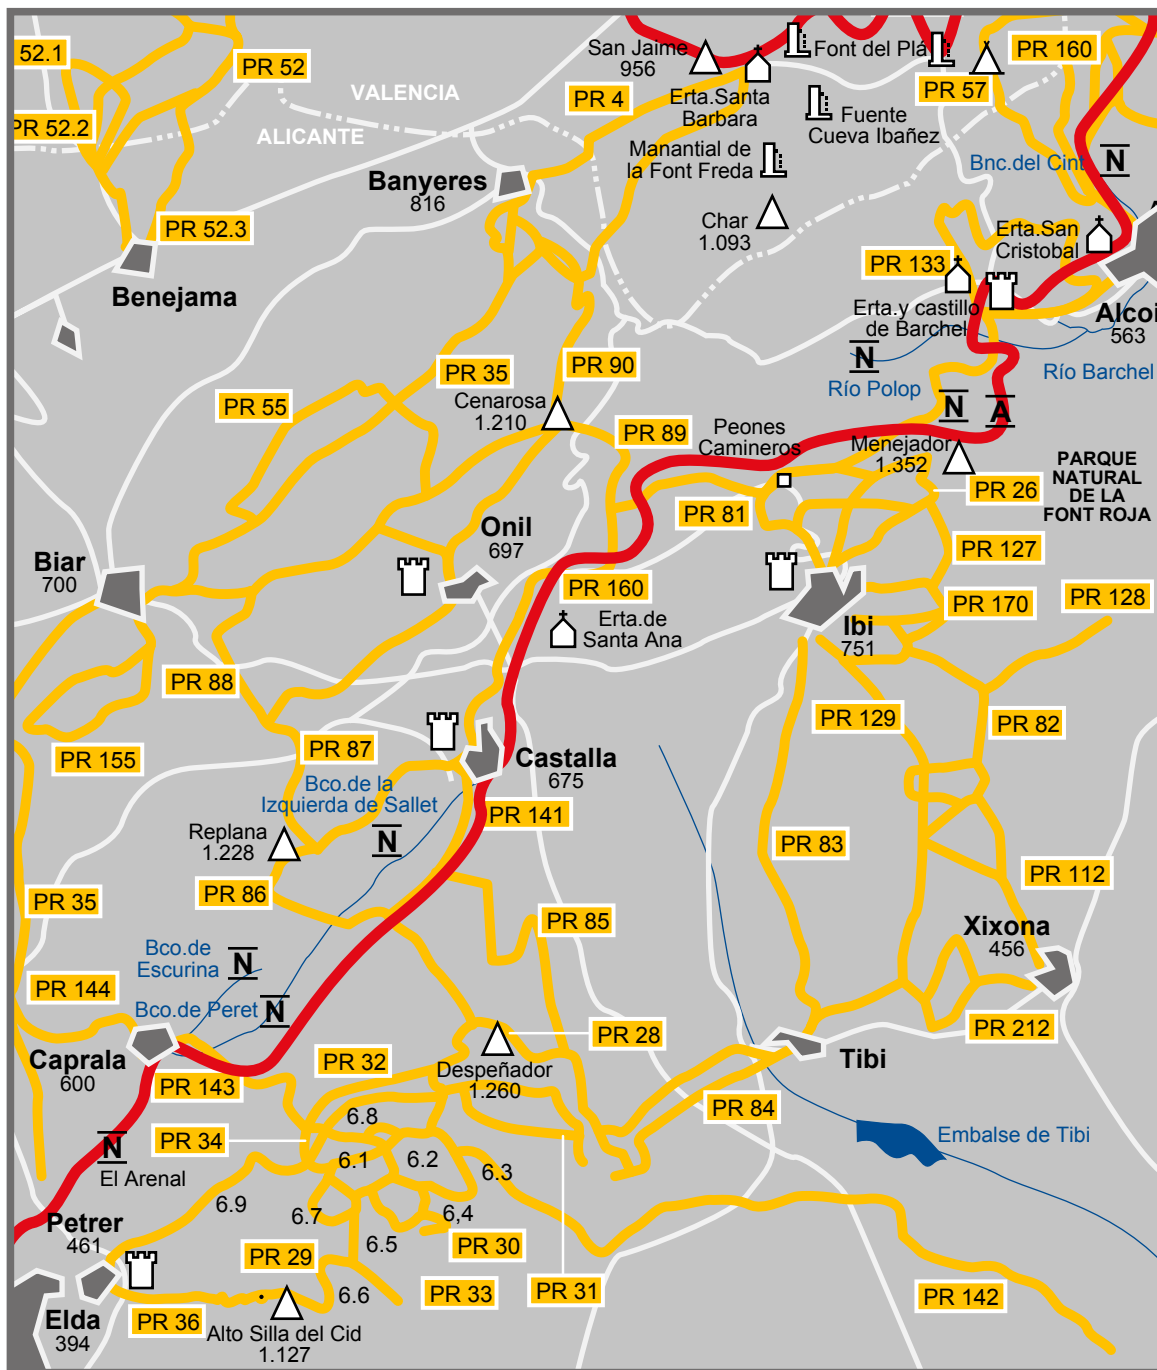 52.1
PR 52
San Jaime
956
Font del Plá
PR 160
PR 4
PR 57
VALENCIA
Erta.Santa
Barbara
Fuente
Cueva Ibañez
PR 52.2
ALICANTE
Manantial de
la Font Freda
Bnc.del Cint
N
Banyeres
816
Char
1.093
PR 52.3
Erta.San
Cristobal
PR 133
Benejama
Erta.y castillo
de Barchel
Alcoi
563
N
Río Polop
Río Barchel
PR 35
PR 90
PR 55
Cenarosa
1.210
N
A
PR 89
Peones
Camineros
Menejador
1.352
PARQUE
NATURAL
DE LA
FONT ROJA
PR 26
PR 81
Onil
697
PR 127
Biar
700
PR 160
PR 170
PR 128
Erta.de
Santa Ana
Ibi
751
PR 88
PR 129
PR 82
PR 155
PR 87
Castalla
675
Bco.de la
Izquierda de Sallet
PR 141
Replana
1.228
N
PR 83
PR 86
PR 112
PR 35
PR 85
Xixona
456
Bco.de
Escurina
N
PR 144
Bco.de Peret
N
PR 28
PR 212
Caprala
600
PR 32
Despeñador
1.260
Tibi
PR 143
PR 84
6.8
PR 34
Embalse de Tibi
N
El Arenal
6.1
6.2
6.3
6.9
6.7
6,4
Petrer
461
6.5
PR 30
PR 29
PR 33
PR 31
PR 142
6.6
Elda
394
PR 36
Alto Silla del Cid
1.127